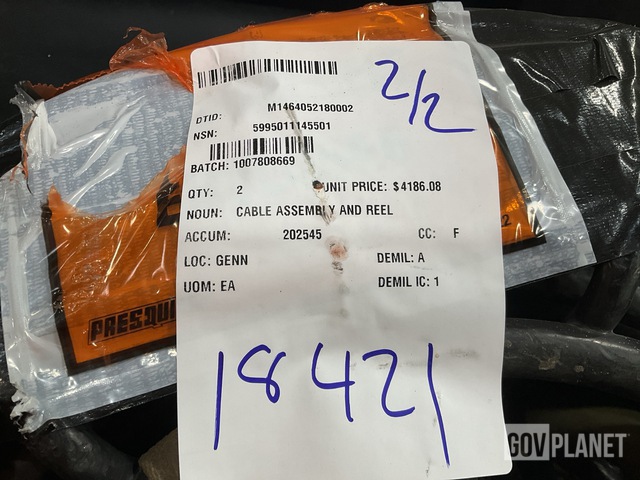 2/2
DTID: M1464052180002
NSN: 5995011145501
BATCH: 1007808669
QTY: 2 UNIT PRICE: $4186.08
NOUN: CABLE ASSEMBLY AND REEL
ACCUM: 202545 CC: F
LOC: GENN DEMIL: A
UOM: EA DEMIL IC: 1
18421
GOVPLANET